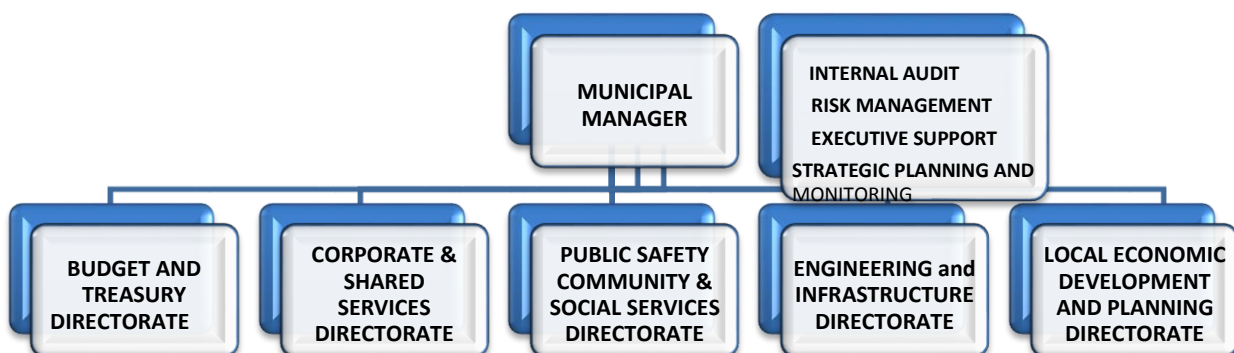 MUNICIPAL
MANAGER
INTERNAL AUDIT
RISK MANAGEMENT
EXECUTIVE SUPPORT
STRATEGIC PLANNING AND
MONITORING
BUDGET AND
TREASURY
DIRECTORATE
CORPORATE &
SHARED
SERVICES
DIRECTORATE
PUBLIC SAFETY
COMMUNITY &
SOCIAL SERVICES
DIRECTORATE
ENGINEERING and
INFRASTRUCTURE
DIRECTORATE
LOCAL ECONOMIC
DEVELOPMENT
AND PLANNING
DIRECTORATE